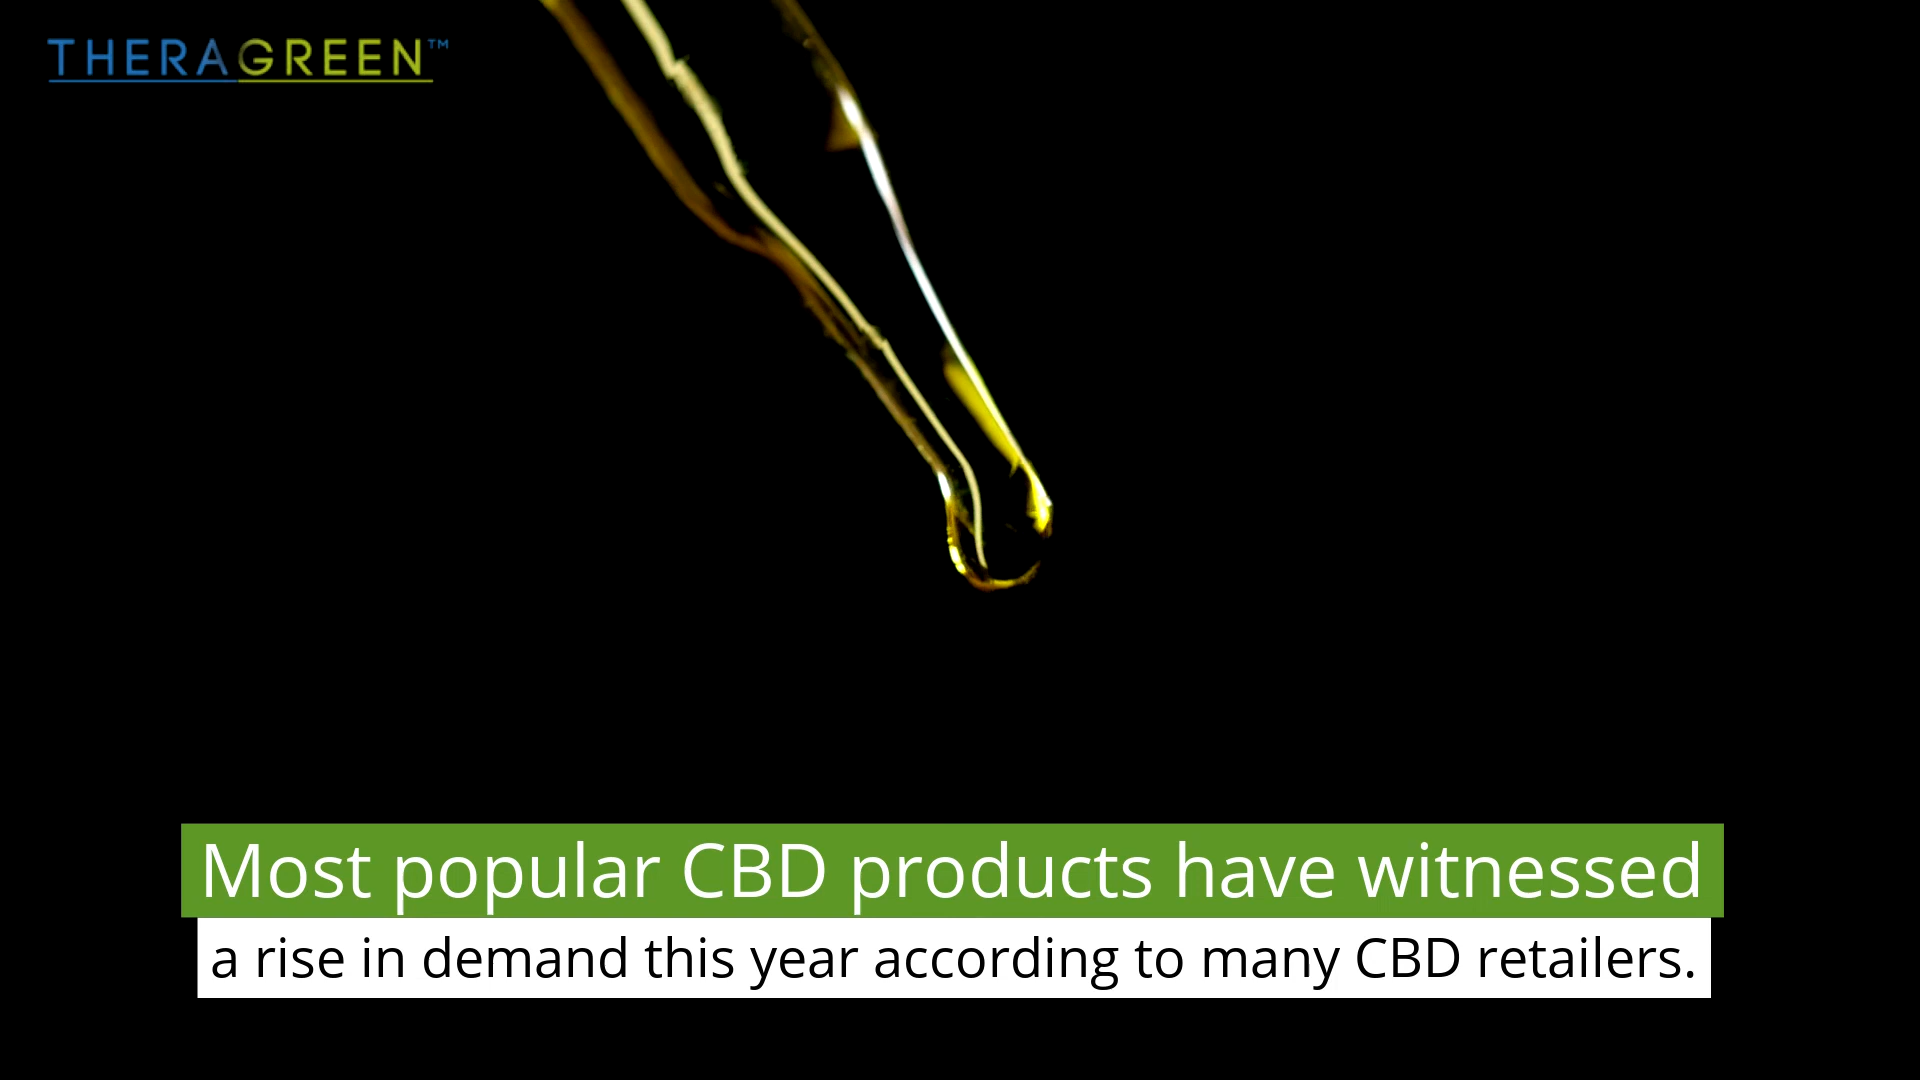 THERAGREEN™
Most popular CBD products have witnessed
a rise in demand this year according to many CBD retailers.